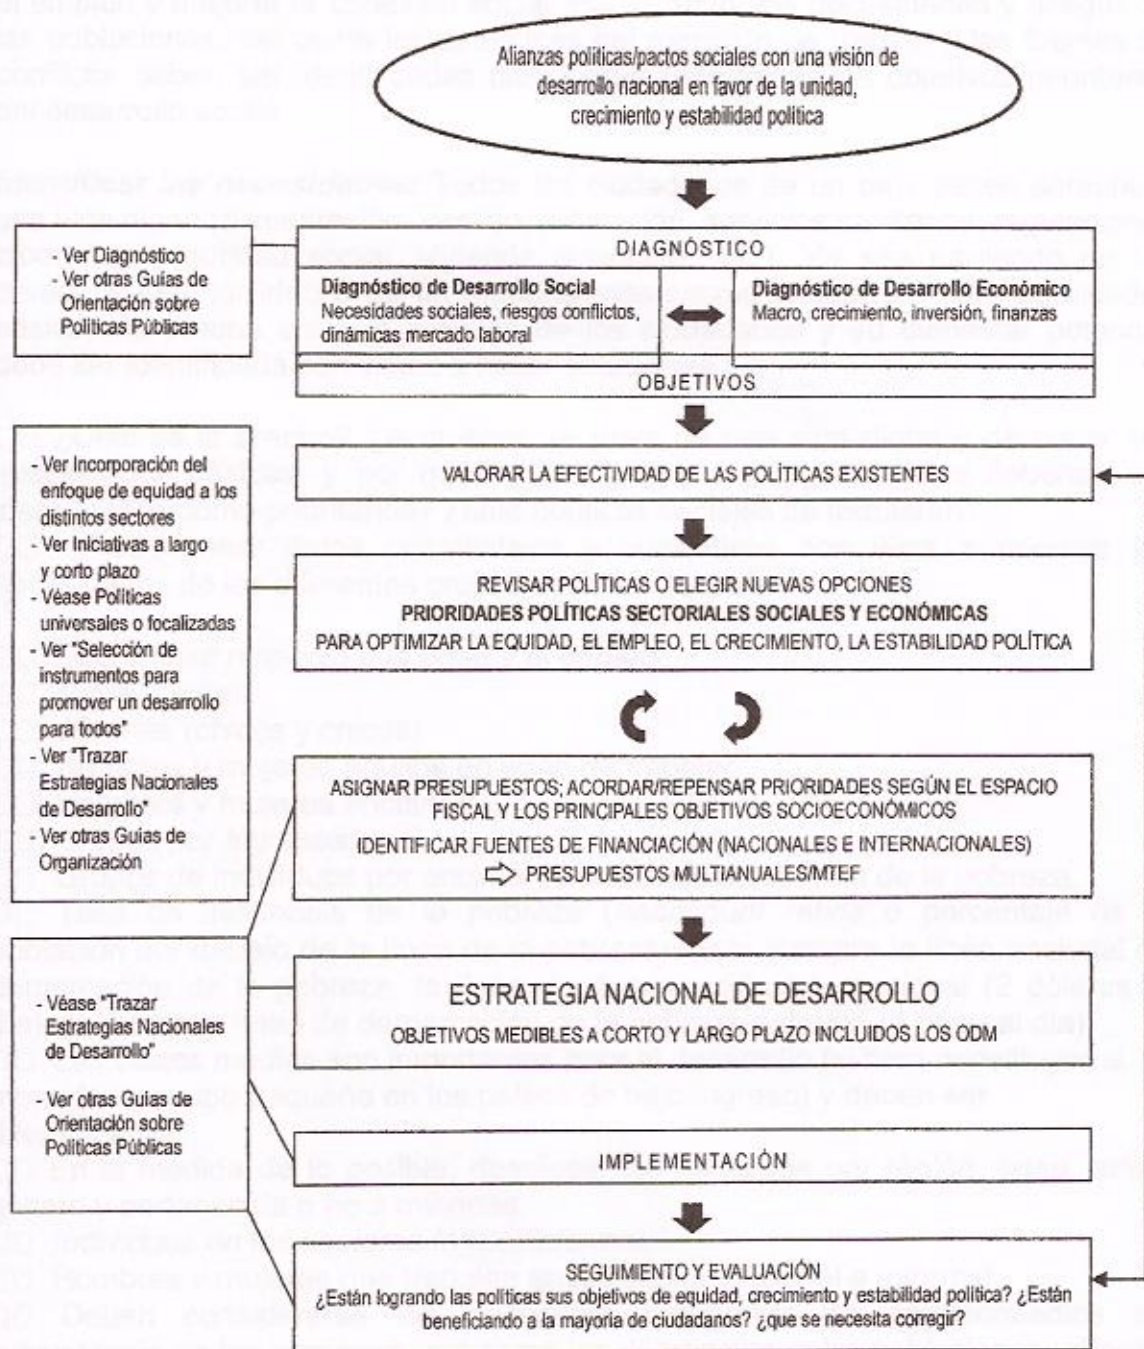 Alianzas políticas/pactos sociales con una visión de
desarrollo nacional en favor de la unidad,
crecimiento y estabilidad política
DIAGNÓSTICO
- Ver Diagnóstico
- Ver otras Guías de
Orientación sobre
Políticas Públicas
Diagnóstico de Desarrollo Social
Necesidades sociales, riesgos conflictos,
dinámicas mercado laboral
Diagnóstico de Desarrollo Económico
Macro, crecimiento, inversión, finanzas
OBJETIVOS
VALORAR LA EFECTIVIDAD DE LAS POLÍTICAS EXISTENTES
- Ver Incorporación del
enfoque de equidad a los
distintos sectores
- Ver Iniciativas a largo
y corto plazo
- Véase Políticas
universales o focalizadas
- Ver "Selección de
instrumentos para
promover un desarrollo
para todos"
- Ver "Trazar
Estrategias Nacionales
de Desarrollo"
- Ver otras Guías de
Organización
REVISAR POLÍTICAS O ELEGIR NUEVAS OPCIONES
PRIORIDADES POLÍTICAS SECTORIALES SOCIALES Y ECONÓMICAS
PARA OPTIMIZAR LA EQUIDAD, EL EMPLEO, EL CRECIMIENTO, LA ESTABILIDAD POLÍTICA
ASIGNAR PRESUPUESTOS; ACORDAR/REPENSAR PRIORIDADES SEGÚN EL ESPACIO
FISCAL Y LOS PRINCIPALES OBJETIVOS SOCIOECONÓMICOS
IDENTIFICAR FUENTES DE FINANCIACIÓN (NACIONALES E INTERNACIONALES)
PRESUPUESTOS MULTIANUALES/MTEF
- Véase "Trazar
Estrategias Nacionales
de Desarrollo"
- Ver otras Guías de
Orientación sobre
Políticas Públicas
ESTRATEGIA NACIONAL DE DESARROLLO
OBJETIVOS MEDIBLES A CORTO Y LARGO PLAZO INCLUIDOS LOS ODM
IMPLEMENTACIÓN
SEGUIMIENTO Y EVALUACIÓN
¿Están logrando las políticas sus objetivos de equidad, crecimiento y estabilidad política? ¿Están
beneficiando a la mayoría de ciudadanos? ¿que se necesita corregir?